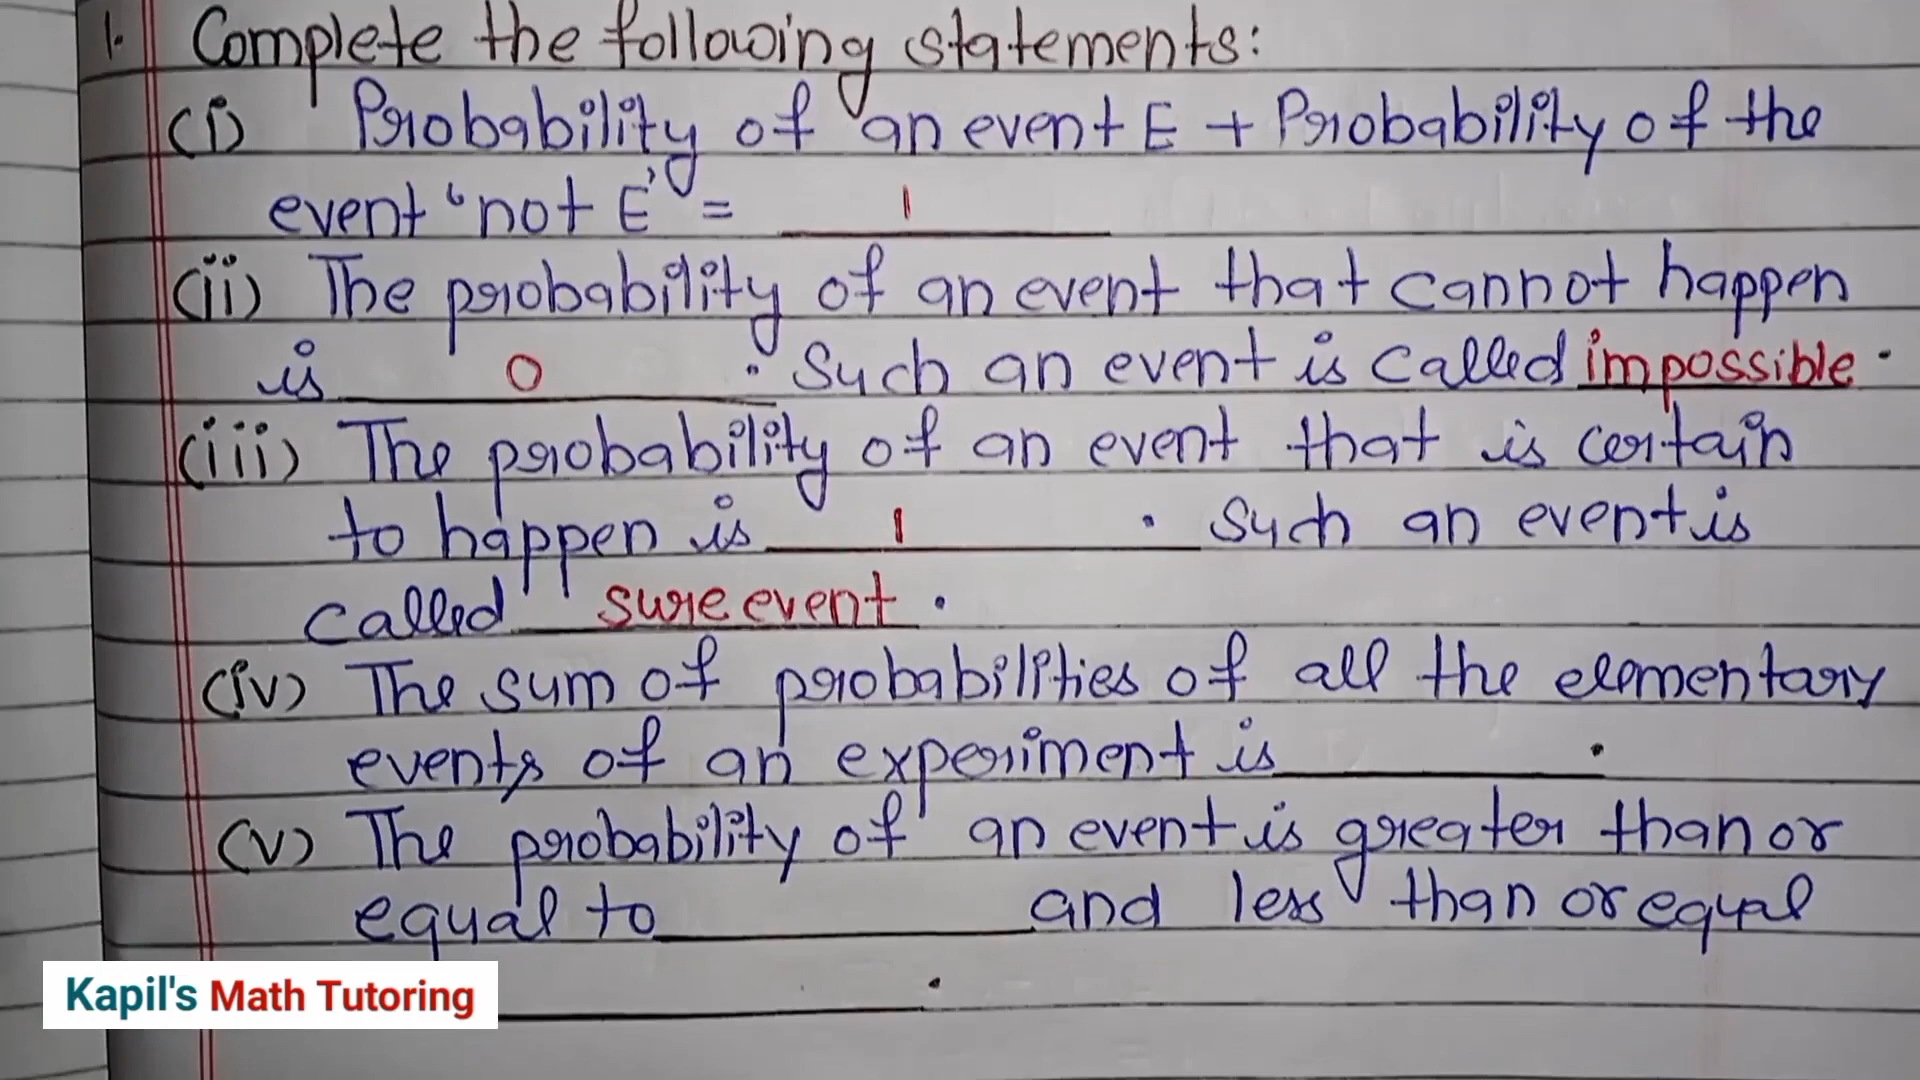 1. Complete the following statements:
(i) Probability of an event E + Probability of the
event 'not E' = 1
(ii) The probability of an event that cannot happen
is 0. Such an event is called impossible.
(iii) The probability of an event that is certain
to happen is 1. Such an event is
called sure event.
(iv) The sum of probabilities of all the elementary
events of an experiment is ______.
(v) The probability of an event is greater than or
equal to ______ and less than or equal
______.
Kapil's Math Tutoring